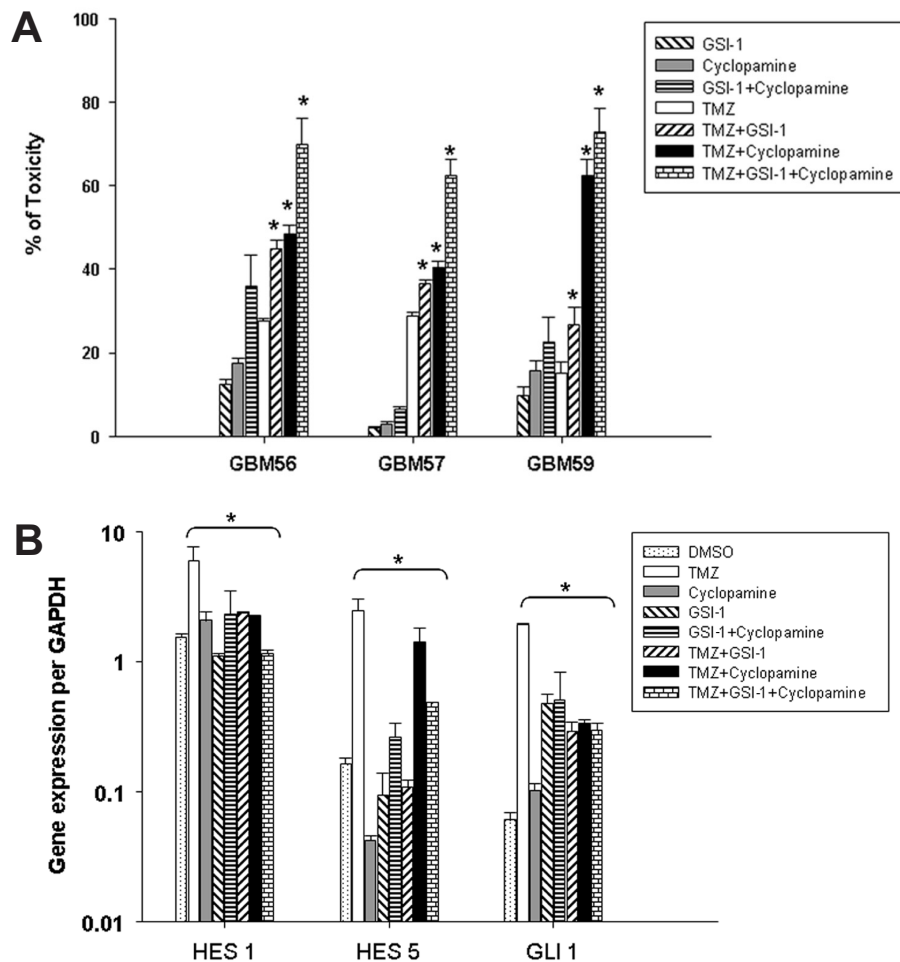 A
100
80
60
40
20
0
% of Toxicity
*
*
*
*
*
*
*
*
*
GBM56
GBM57
GBM59
GSI-1
Cyclopamine
GSI-1+Cyclopamine
TMZ
TMZ+GSI-1
TMZ+Cyclopamine
TMZ+GSI-1+Cyclopamine
B
10
1
0.1
0.01
Gene expression per GAPDH
*
*
*
HES 1
HES 5
GLI 1
DMSO
TMZ
Cyclopamine
GSI-1
GSI-1+Cyclopamine
TMZ+GSI-1
TMZ+Cyclopamine
TMZ+GSI-1+Cyclopamine